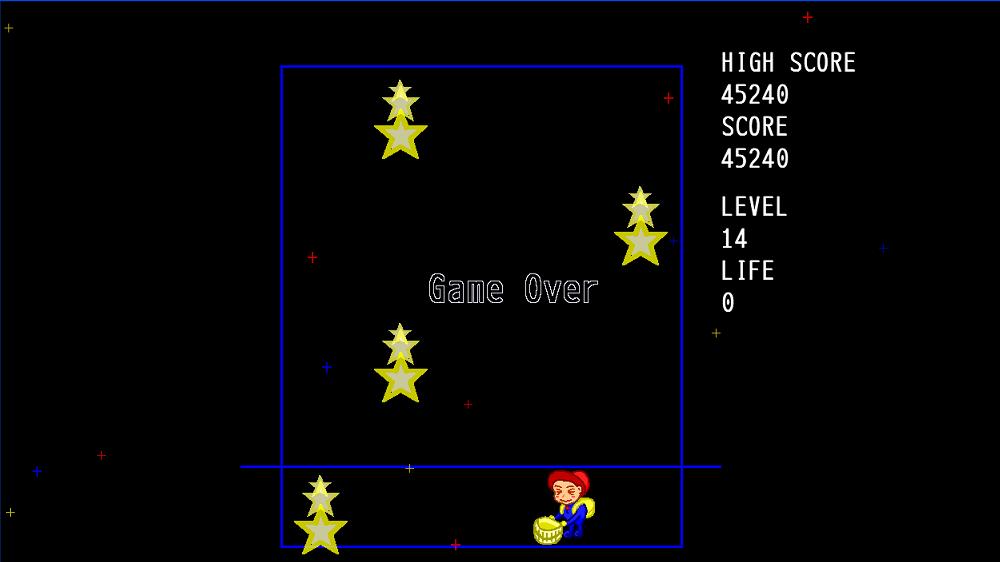 HIGH SCORE
45240
SCORE
45240
LEVEL
14
LIFE
0
Game Over